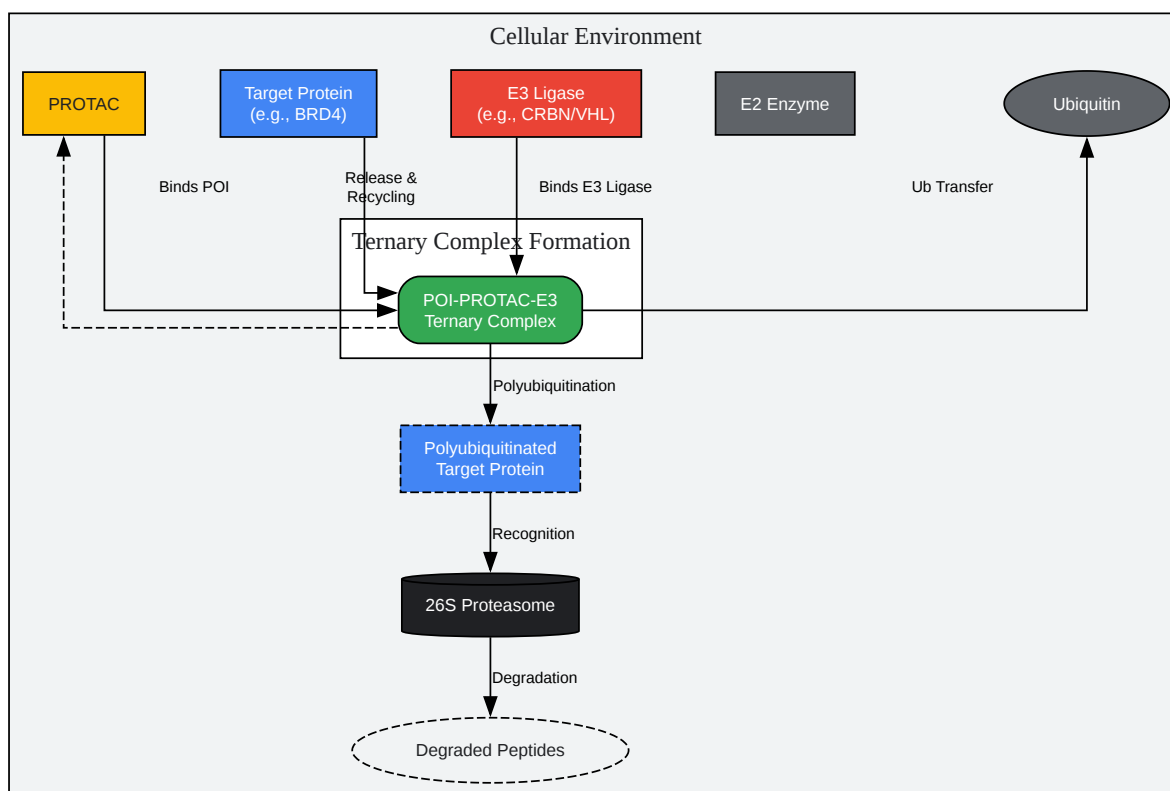 Cellular Environment
PROTAC
Target Protein
(e.g., BRD4)
E3 Ligase
(e.g., CRBN/VHL)
E2 Enzyme
Ubiquitin
Binds POI
Release &
Recycling
Binds E3 Ligase
Ub Transfer
Ternary Complex Formation
POI-PROTAC-E3
Ternary Complex
Polyubiquitination
Polyubiquitinated
Target Protein
Recognition
26S Proteasome
Degradation
Degraded Peptides